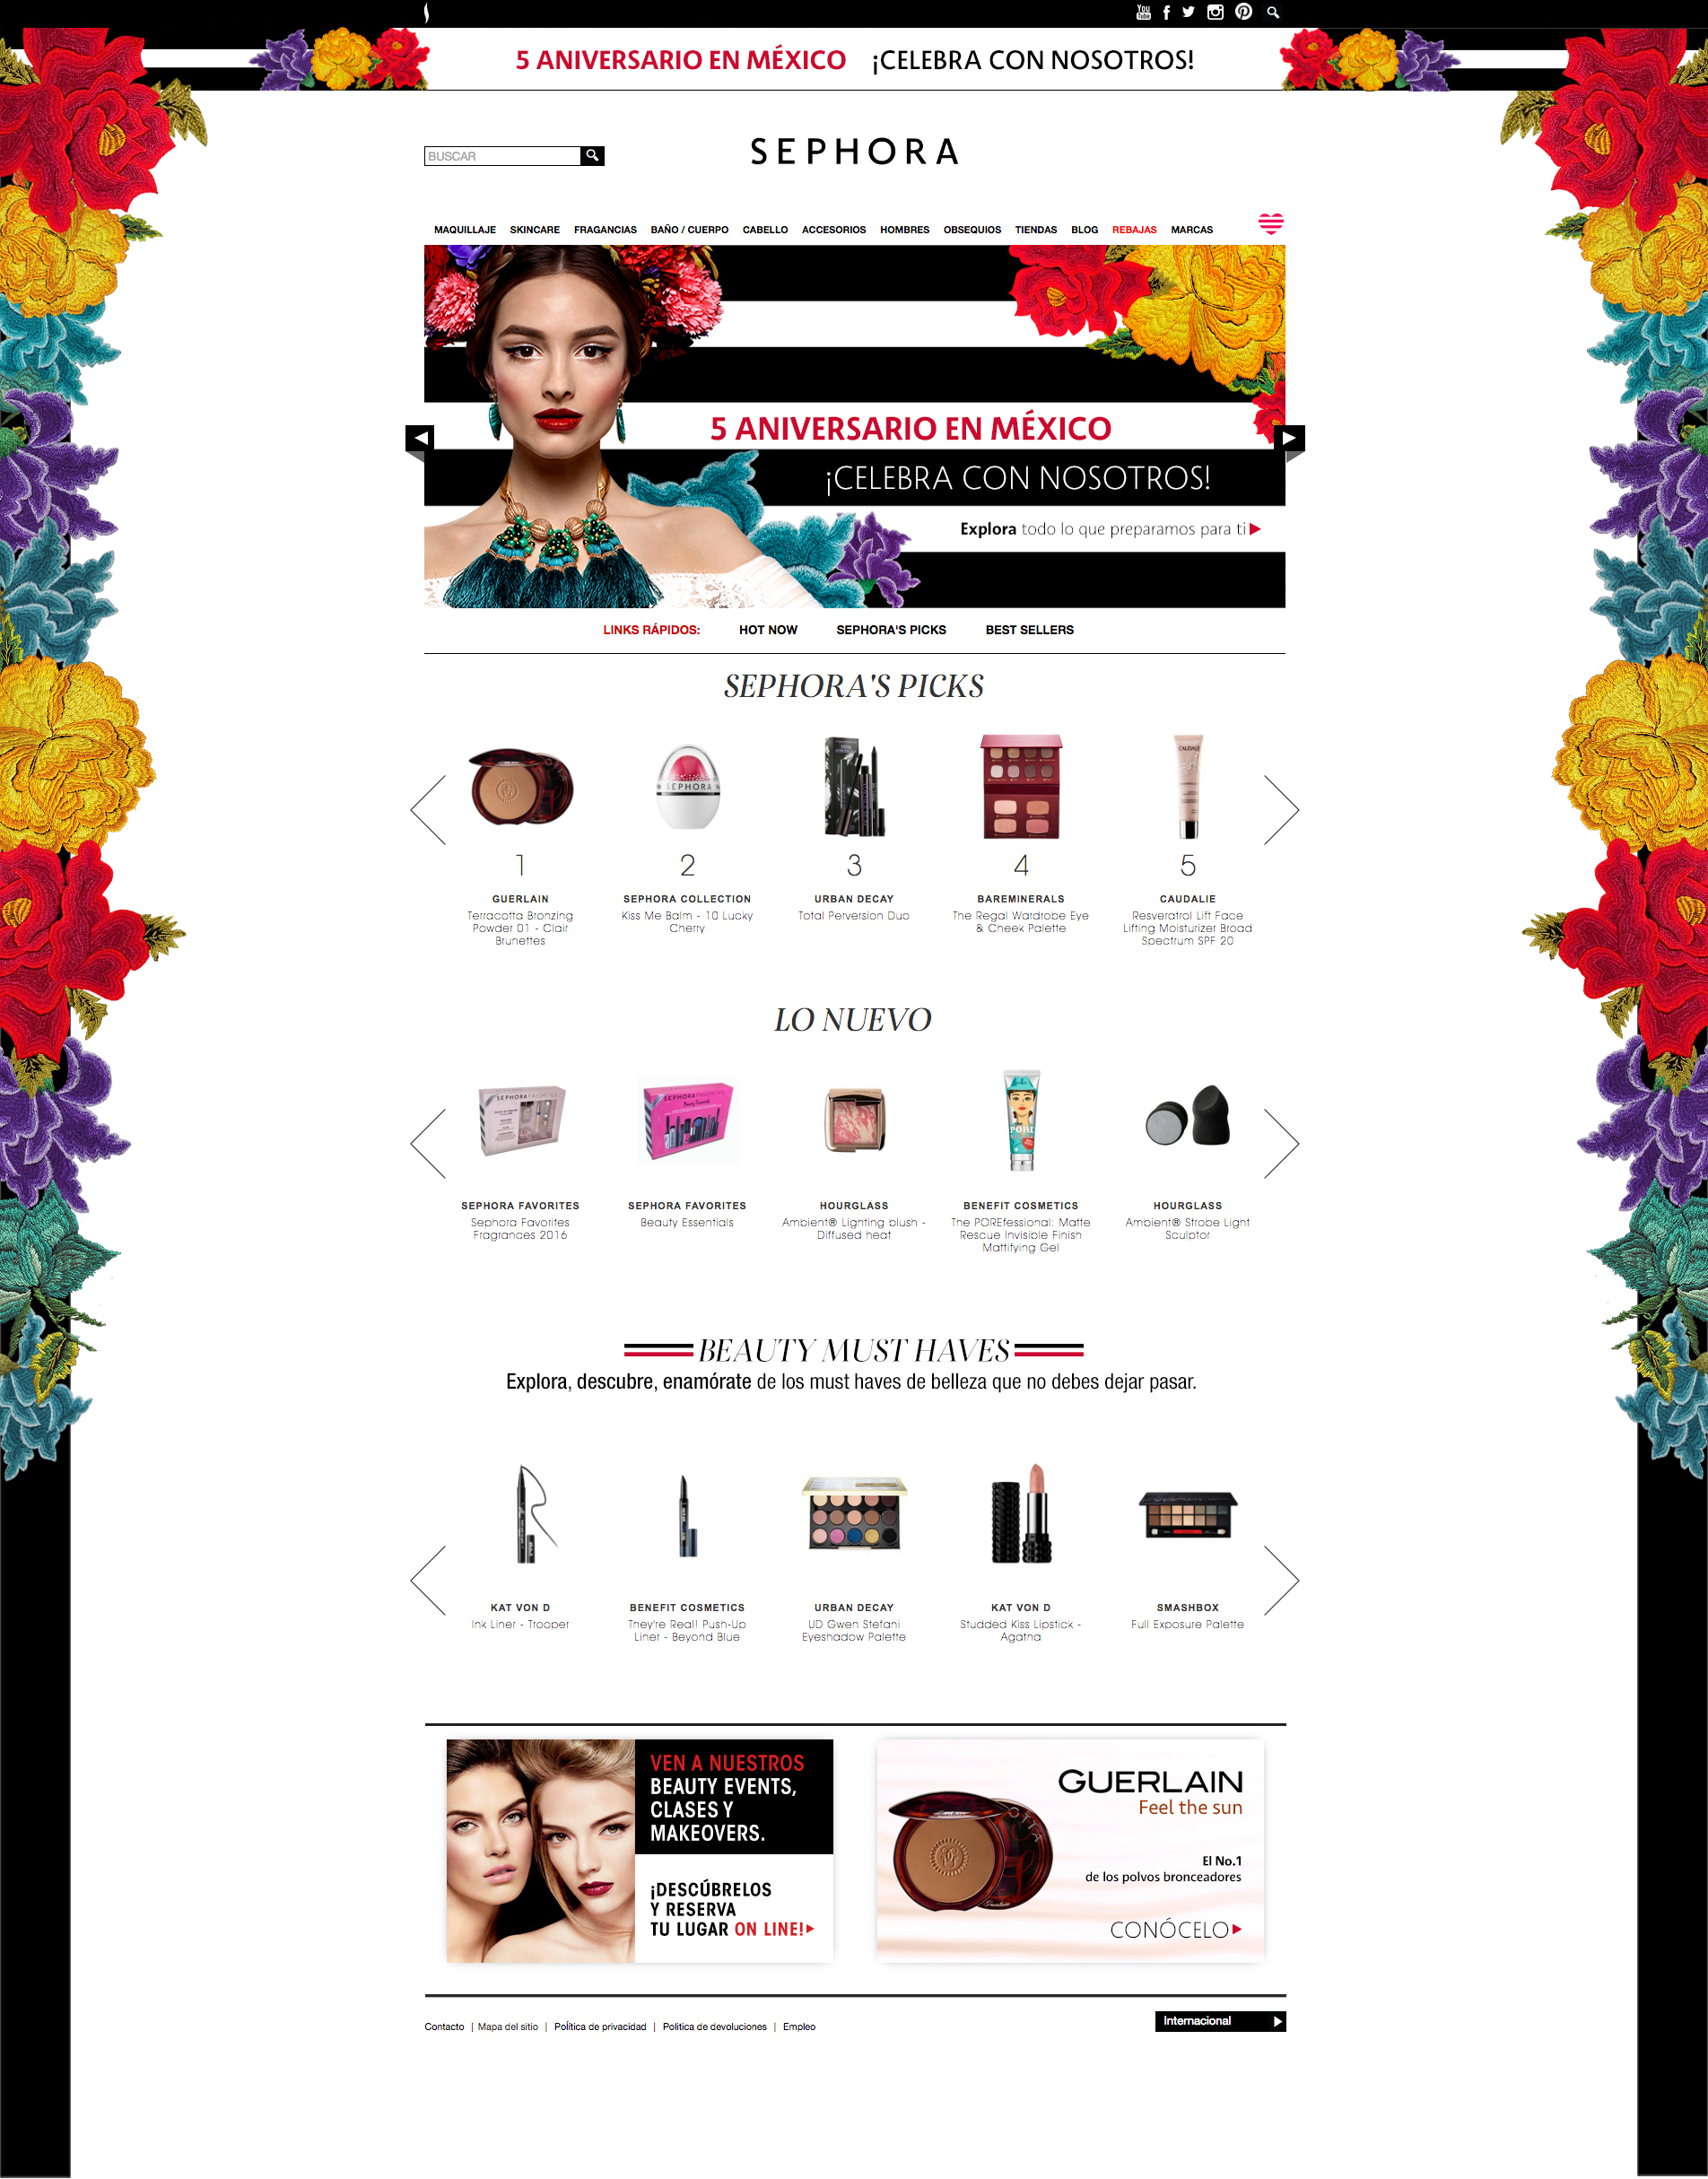 You Tube
5 ANIVERSARIO EN MÉXICO ¡CELEBRA CON NOSOTROS!
BUSCAR
SEPHORA
MAQUILLAJE SKINCARE FRAGANCIAS BAÑO / CUERPO CABELLO ACCESORIOS HOMBRES OBSEQUIOS TIENDAS BLOG REBAJAS MARCAS
5 ANIVERSARIO EN MÉXICO
¡CELEBRA CON NOSOTROS!
Explora todo lo que preparamos para ti
LINKS RÁPIDOS: HOT NOW SEPHORA'S PICKS BEST SELLERS
SEPHORA'S PICKS
SEPHORA
CAUDALIE
1 2 3 4 5
GUERLAIN
Terracotta Bronzing
Powder 01 - Clair
Brunettes
SEPHORA COLLECTION
Kiss Me Balm - 10 Lucky
Cherry
URBAN DECAY
Total Perversion Duo
BAREMINERALS
The Regal Wardrobe Eye
& Cheek Palette
CAUDALIE
Resveratrol Lift Face
Lifting Moisturizer Broad
Spectrum SPF 20
LO NUEVO
SEPHORA FAVORITES
SEPHORA FAVORITES
PORE
SEPHORA FAVORITES
Sephora Favorites
Fragrances 2016
SEPHORA FAVORITES
Beauty Essentials
HOURGLASS
Ambient® Lighting blush -
Diffused heat
BENEFIT COSMETICS
The POREfessional: Matte
Rescue Invisible Finish
Mattifying Gel
HOURGLASS
Ambient® Strobe Light
Sculptor
BEAUTY MUST HAVES
Explora, descubre, enamórate de los must haves de belleza que no debes dejar pasar.
KAT VON D
Ink Liner - Trooper
BENEFIT COSMETICS
They're Real! Push-Up
Liner - Beyond Blue
URBAN DECAY
UD Gwen Stefani
Eyeshadow Palette
KAT VON D
Studded Kiss Lipstick -
Agatha
SMASHBOX
Full Exposure Palette
VEN A NUESTROS
BEAUTY EVENTS,
CLASES Y
MAKEOVERS.
¡DESCÚBRELOS
Y RESERVA
TU LUGAR ON LINE!
GUERLAIN
Feel the sun
El No.1
de los polvos bronceadores
CONÓCELO
Contacto | Mapa del sitio | Política de privacidad | Politica de devoluciones | Empleo
Internacional